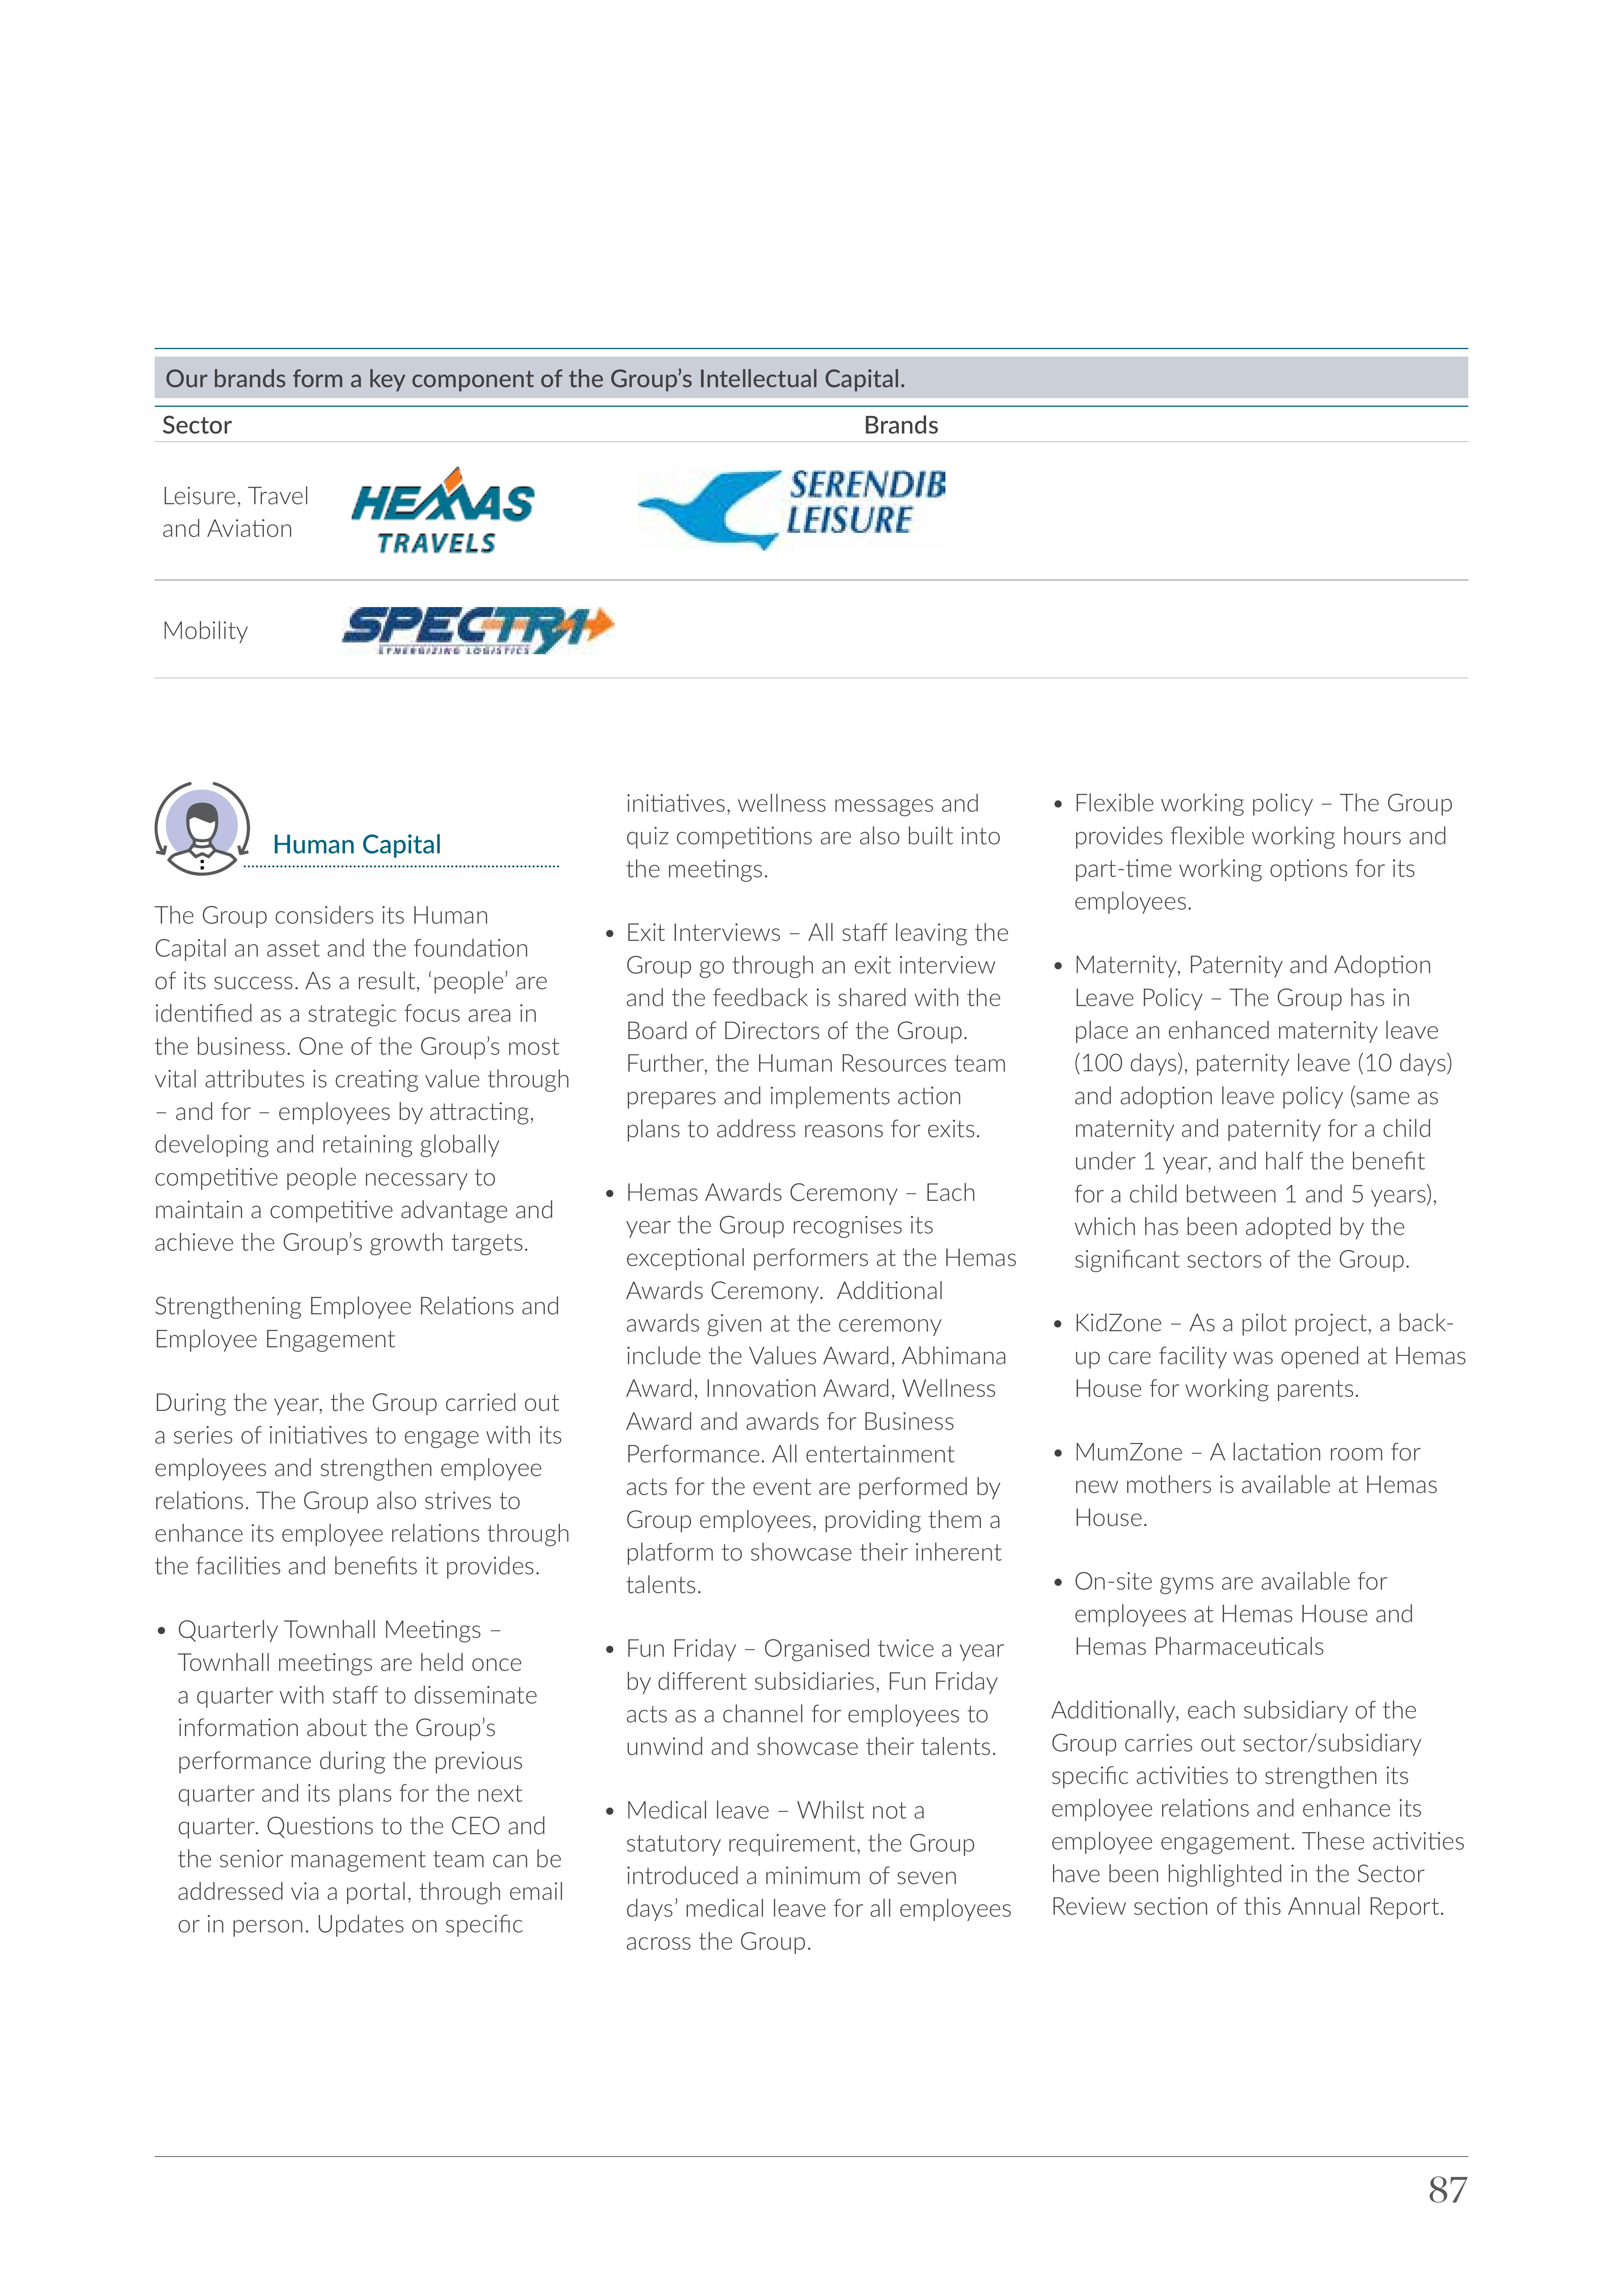 Our brands form a key component of the Group’s Intellectual Capital.
Sector Brands
Leisure, Travel
and Aviation
HEMAS
TRAVELS
SERENDIB
LEISURE
Mobility
SPECTRA
SYNERGIZING LOGISTICS
Human Capital
The Group considers its Human
Capital an asset and the foundation
of its success. As a result, ‘people’ are
identified as a strategic focus area in
the business. One of the Group’s most
vital attributes is creating value through
– and for – employees by attracting,
developing and retaining globally
competitive people necessary to
maintain a competitive advantage and
achieve the Group’s growth targets.
Strengthening Employee Relations and
Employee Engagement
During the year, the Group carried out
a series of initiatives to engage with its
employees and strengthen employee
relations. The Group also strives to
enhance its employee relations through
the facilities and benefits it provides.
• Quarterly Townhall Meetings –
Townhall meetings are held once
a quarter with staff to disseminate
information about the Group’s
performance during the previous
quarter and its plans for the next
quarter. Questions to the CEO and
the senior management team can be
addressed via a portal, through email
or in person. Updates on specific
initiatives, wellness messages and
quiz competitions are also built into
the meetings.
• Exit Interviews – All staff leaving the
Group go through an exit interview
and the feedback is shared with the
Board of Directors of the Group.
Further, the Human Resources team
prepares and implements action
plans to address reasons for exits.
• Hemas Awards Ceremony – Each
year the Group recognises its
exceptional performers at the Hemas
Awards Ceremony.  Additional
awards given at the ceremony
include the Values Award, Abhimana
Award, Innovation Award, Wellness
Award and awards for Business
Performance. All entertainment
acts for the event are performed by
Group employees, providing them a
platform to showcase their inherent
talents.
• Fun Friday – Organised twice a year
by different subsidiaries, Fun Friday
acts as a channel for employees to
unwind and showcase their talents.
• Medical leave – Whilst not a
statutory requirement, the Group
introduced a minimum of seven
days’ medical leave for all employees
across the Group.
• Flexible working policy – The Group
provides flexible working hours and
part-time working options for its
employees.
• Maternity, Paternity and Adoption
Leave Policy – The Group has in
place an enhanced maternity leave
(100 days), paternity leave (10 days)
and adoption leave policy (same as
maternity and paternity for a child
under 1 year, and half the benefit
for a child between 1 and 5 years),
which has been adopted by the
significant sectors of the Group.
• KidZone – As a pilot project, a back-
up care facility was opened at Hemas
House for working parents.
• MumZone – A lactation room for
new mothers is available at Hemas
House.
• On-site gyms are available for
employees at Hemas House and
Hemas Pharmaceuticals
Additionally, each subsidiary of the
Group carries out sector/subsidiary
specific activities to strengthen its
employee relations and enhance its
employee engagement. These activities
have been highlighted in the Sector
Review section of this Annual Report.
87